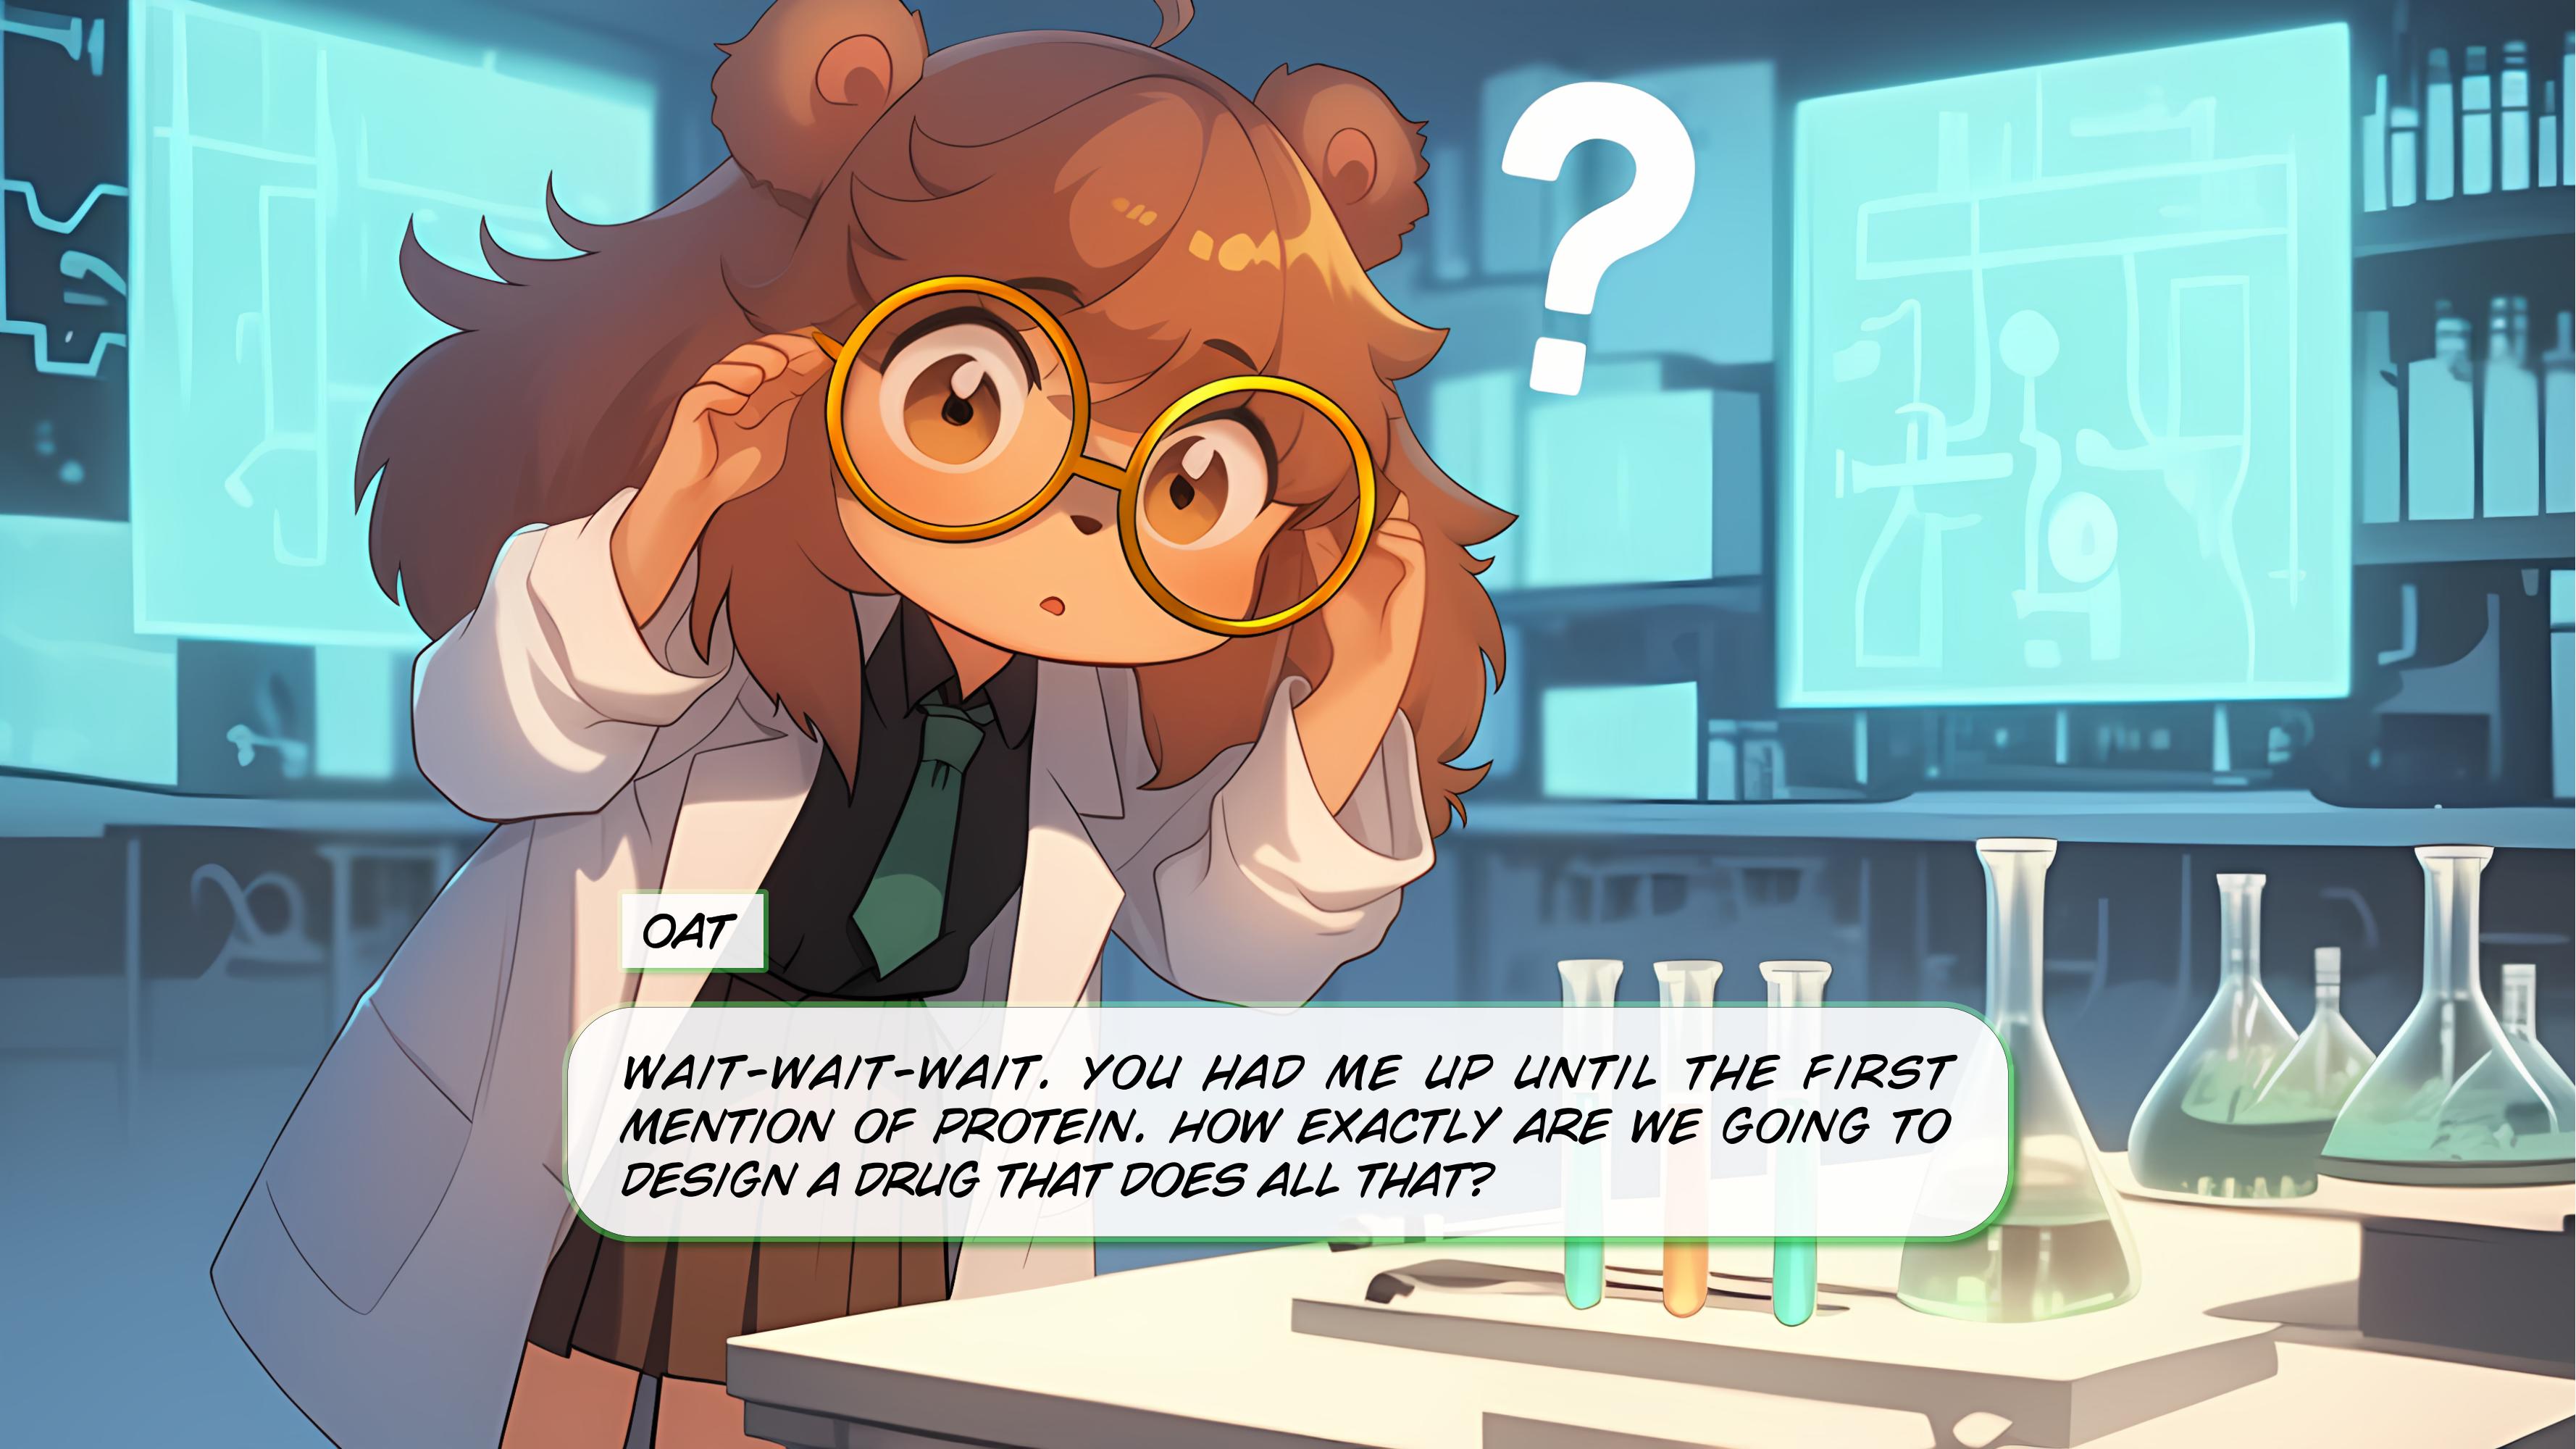 ?
OAT
WAIT-WAIT-WAIT. YOU HAD ME UP UNTIL THE FIRST
MENTION OF PROTEIN. HOW EXACTLY ARE WE GOING TO
DESIGN A DRUG THAT DOES ALL THAT?